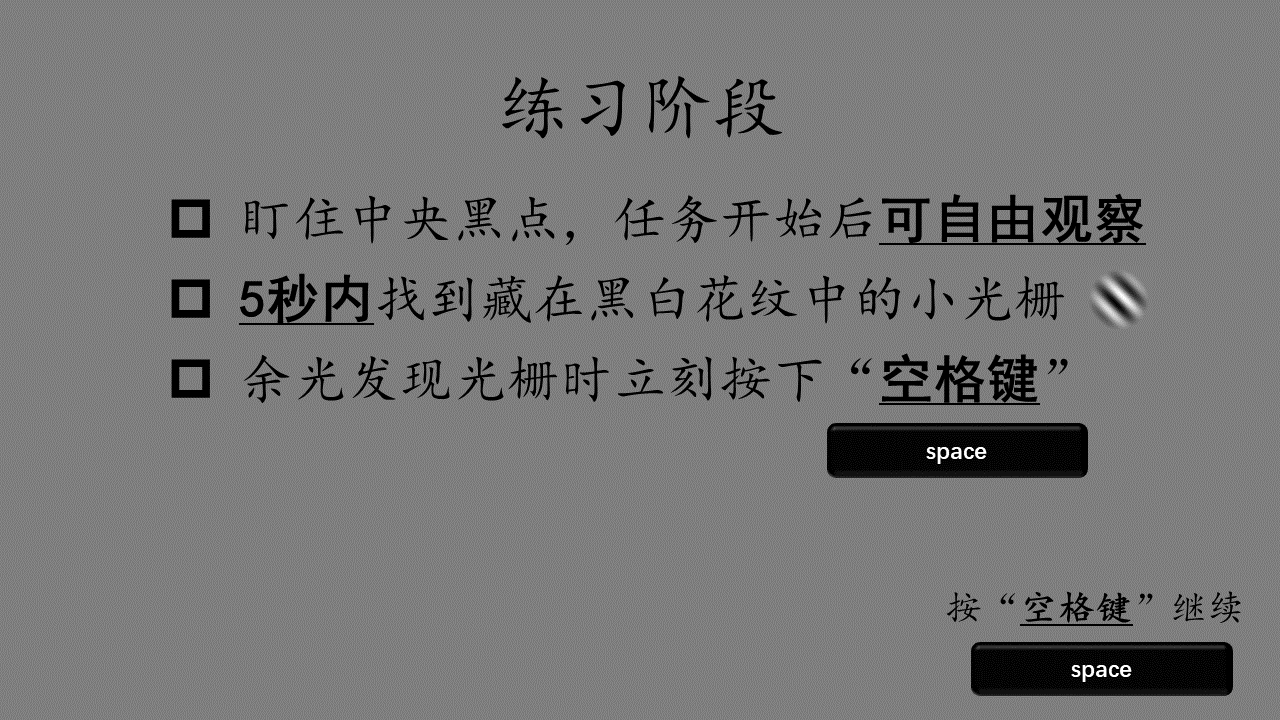 练习阶段
盯住中央黑点，任务开始后可自由观察
5秒内找到藏在黑白花纹中的小光栅
余光发现光栅时立刻按下“空格键”
space
按“空格键”继续
space